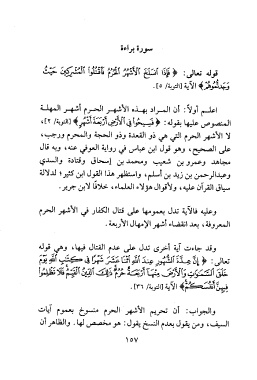 سورة براءة
قوله تعالى: ﴿ فَإِذَا ٱنسَلَخَ ٱلْأَشْهُرُ ٱلْحُرُمُ فَٱقْتُلُوا۟ ٱلْمُشْرِكِينَ حَيْثُ
وَجَدتُّمُوهُمْ ﴾ الآية [التوبة/ ٥].
اعلم أولاً: أن المراد بهذه الأشهر الحرم أشهر المهلة
المنصوص عليها بقوله: ﴿ فَسِيحُوا۟ فِى ٱلْأَرْضِ أَرْبَعَةَ أَشْهُرٍ ﴾ [التوبة/ ٢]،
لا الأشهر الحرم التي هي ذو القعدة وذو الحجة والمحرم ورجب،
على الصحيح، وهو قول ابن عباس في رواية العوفي عنه، وبه قال
مجاهد وعمرو بن شعيب ومحمد بن إسحاق وقتادة والسدي
وعبدالرحمن بن زيد بن أسلم، واستظهر هذا القول ابن كثير؛ لدلالة
سياق القرآن عليه، ولأقوال هؤلاء العلماء، خلافًا لابن جرير.
وعليه فالآية تدل بعمومها على قتال الكفار في الأشهر الحرم
المعروفة، بعد انقضاء أشهر الإمهال الأربعة.
وقد جاءت آية أخرى تدل على عدم القتال فيها، وهي قوله
تعالى: ﴿ إِنَّ عِدَّةَ ٱلشُّهُورِ عِندَ ٱللَّهِ ٱثْنَا عَشَرَ شَهْرًا فِى كِتَٰبِ ٱللَّهِ يَوْمَ
خَلَقَ ٱلسَّمَٰوَٰتِ وَٱلْأَرْضَ مِنْهَآ أَرْبَعَةٌ حُرُمٌ ذَٰلِكَ ٱلدِّينُ ٱلْقَيِّمُ فَلَا تَظْلِمُوا۟
فِيهِنَّ أَنفُسَكُمْ ﴾ الآية [التوبة/ ٣٦].
والجواب: أن تحريم الأشهر الحرم منسوخ بعموم آيات
السيف، ومن يقول بعدم النسخ يقول: هو مخصص لها. والظاهر أن
١٥٧